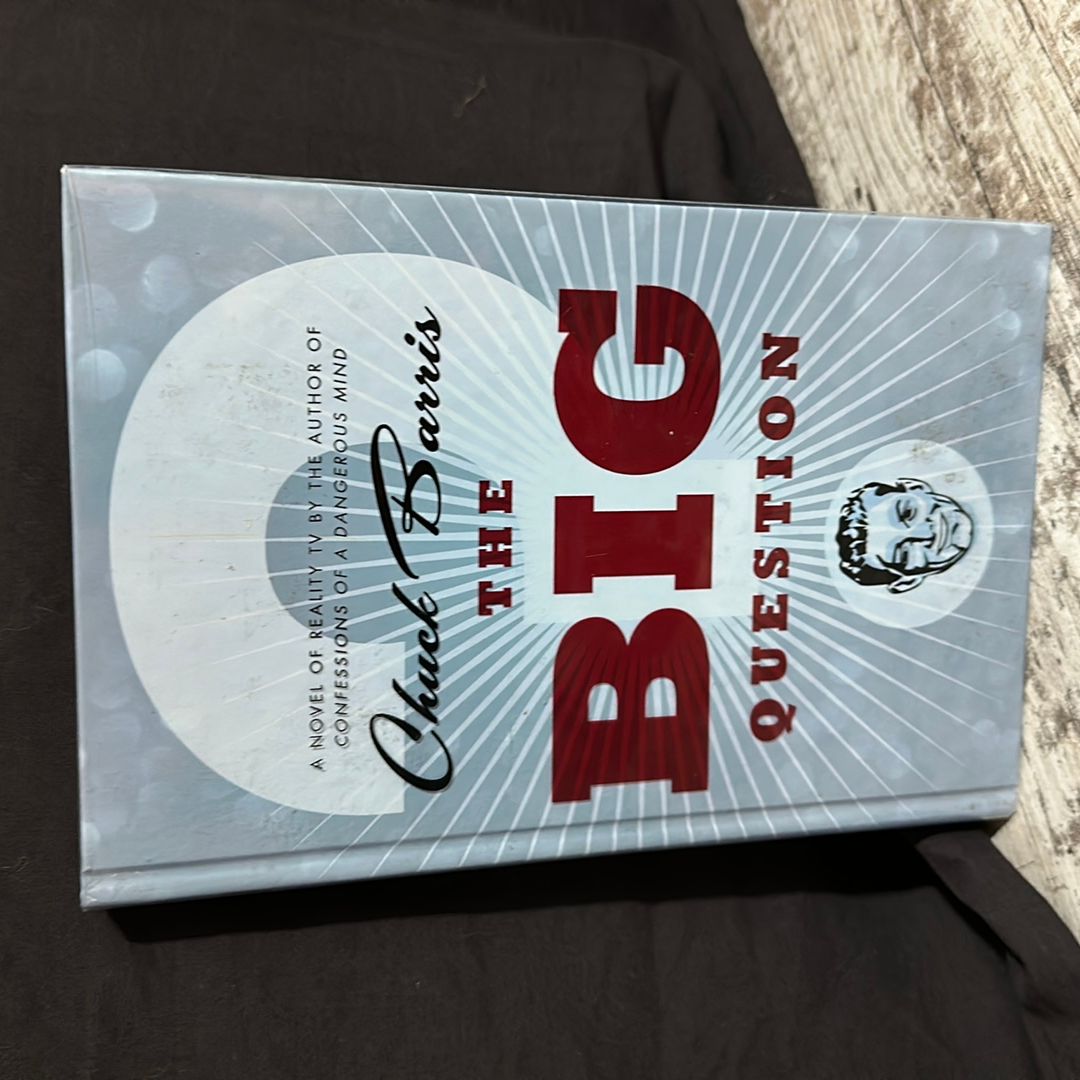 A NOVEL OF REALITY TV BY THE AUTHOR OF
CONFESSIONS OF A DANGEROUS MIND
Chuck Barris
THE
BIG
QUESTION